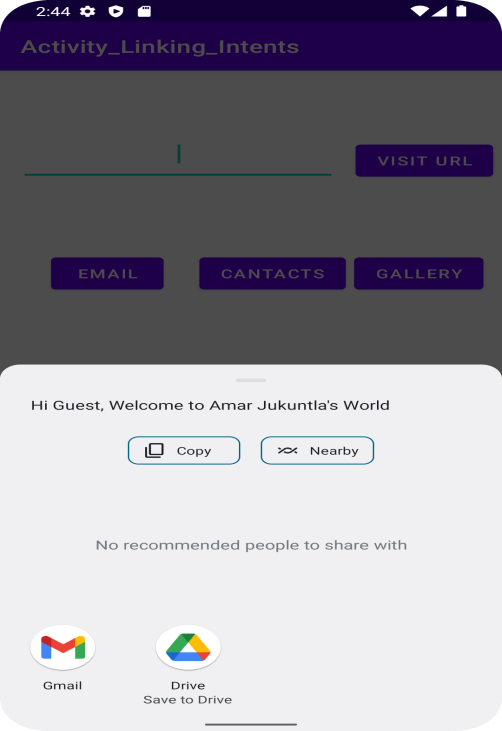 2:44
Activity_Linking_Intents
VISIT URL
EMAIL CANTACTS GALLERY
Hi Guest, Welcome to Amar Jukuntla's World
Copy Nearby
No recommended people to share with
Gmail Drive
Save to Drive